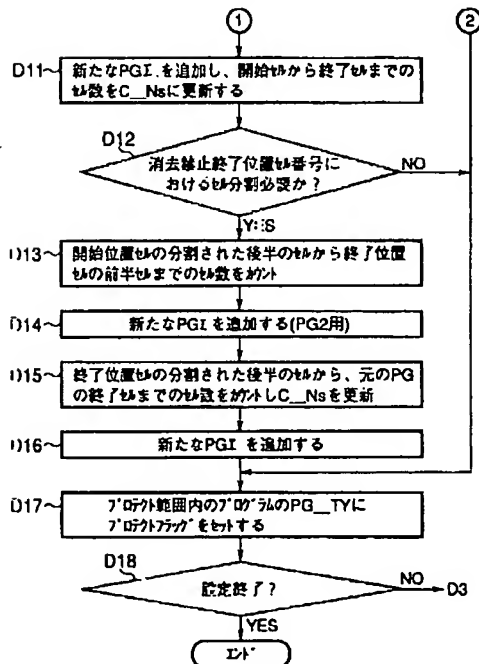 1
2
D11
新たなPGI.を追加し、開始ｾﾙから終了ｾﾙまでの
ｾﾙ数をC__Nsに更新する
D12
消去禁止終了位置ｾﾙ番号に
おけるｾﾙ分割必要か?
NO
YES
D13
開始位置ｾﾙの分割された後半のｾﾙから終了位置
ｾﾙの前半ｾﾙまでのｾﾙ数をｶｳﾝﾄ
D14
新たなPGIを追加する(PG2用)
D15
終了位置ｾﾙの分割された後半のｾﾙから、元のPG
の終了ｾﾙまでのｾﾙ数をｶｳﾝﾄしC__Nsを更新
D16
新たなPGI を追加する
D17
ﾌﾟﾛﾃｸﾄ範囲内のﾌﾟﾛｸﾞﾗﾑのPG__TYに
ﾌﾟﾛﾃｸﾄﾌﾗｯｸﾞをｾｯﾄする
D18
設定終了?
NO
D3
YES
ｴﾝﾄﾞ